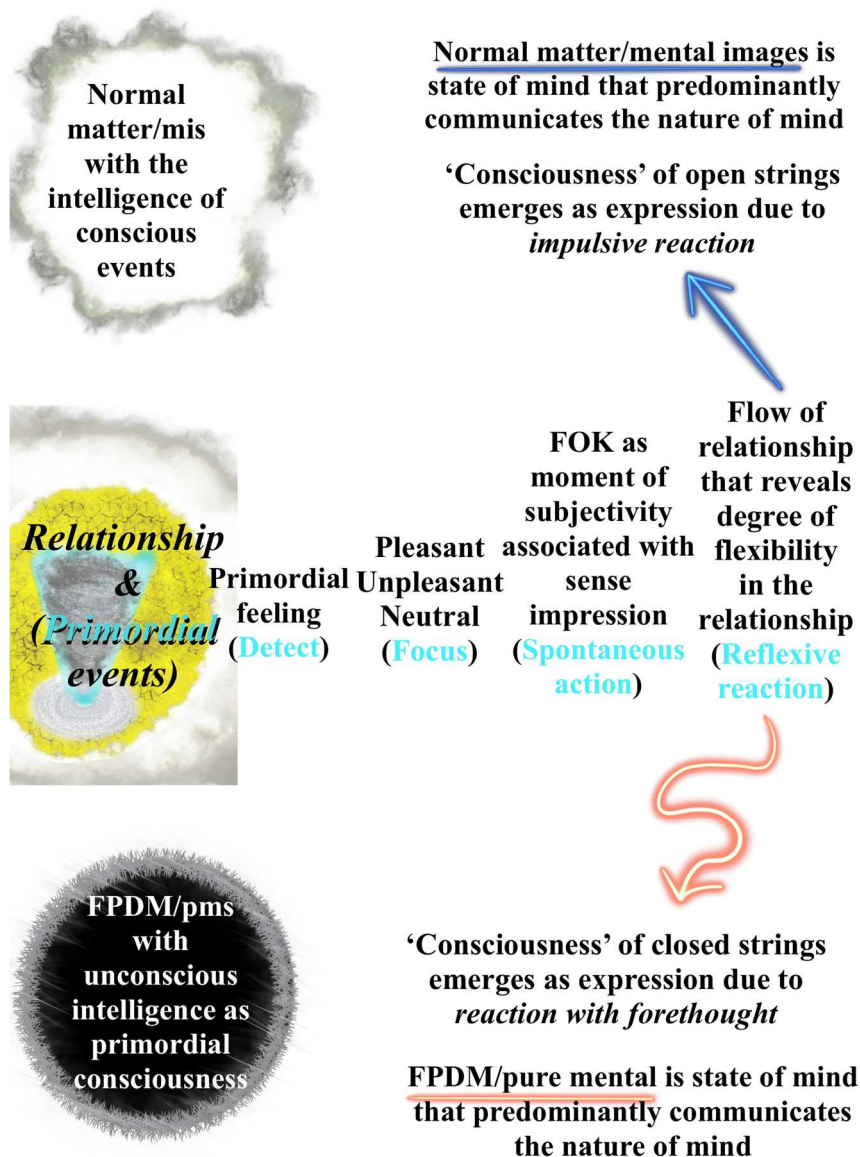 Normal
matter/mis
with the
intelligence of
conscious
events
Normal matter/mental images is
state of mind that predominantly
communicates the nature of mind
‘Consciousness’ of open strings
emerges as expression due to
impulsive reaction
Relationship
&
(Primordial
events)
Primordial
feeling
(Detect)
Pleasant
Unpleasant
Neutral
(Focus)
FOK as
moment of
subjectivity
associated with
sense
impression
(Spontaneous
action)
Flow of
relationship
that reveals
degree of
flexibility
in the
relationship
(Reflexive
reaction)
FPDM/pms
with
unconscious
intelligence as
primordial
consciousness
‘Consciousness’ of closed strings
emerges as expression due to
reaction with forethought
FPDM/pure mental is state of mind
that predominantly communicates
the nature of mind